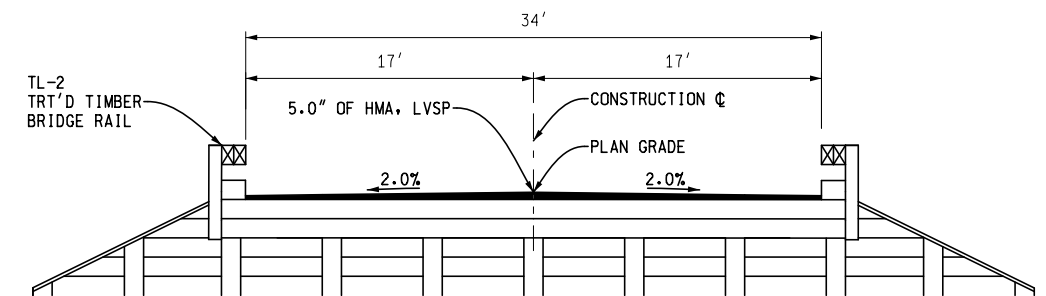 34'
17' 17'
TL-2
TRT'D TIMBER
BRIDGE RAIL
5.0" OF HMA, LVSP
CONSTRUCTION ℄
PLAN GRADE
2.0% 2.0%